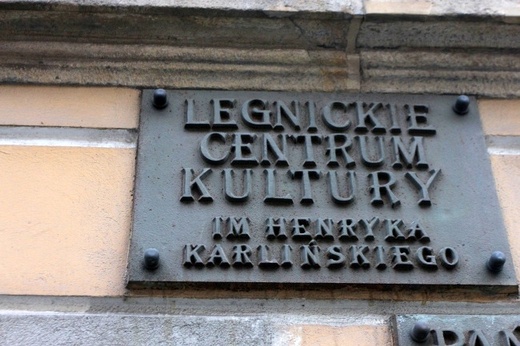 LEGNICKIE
CENTRUM
KULTURY
IM HENRYKA
KARLIŃSKIEGO